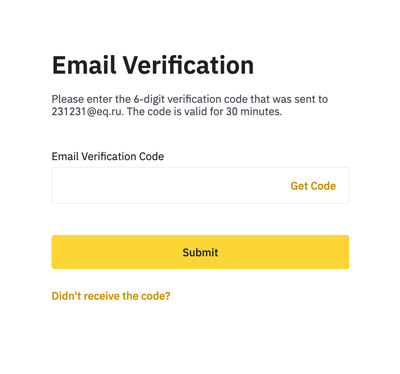 Email Verification
Please enter the 6-digit verification code that was sent to
231231@eq.ru. The code is valid for 30 minutes.
Email Verification Code
Get Code
Submit
Didn't receive the code?